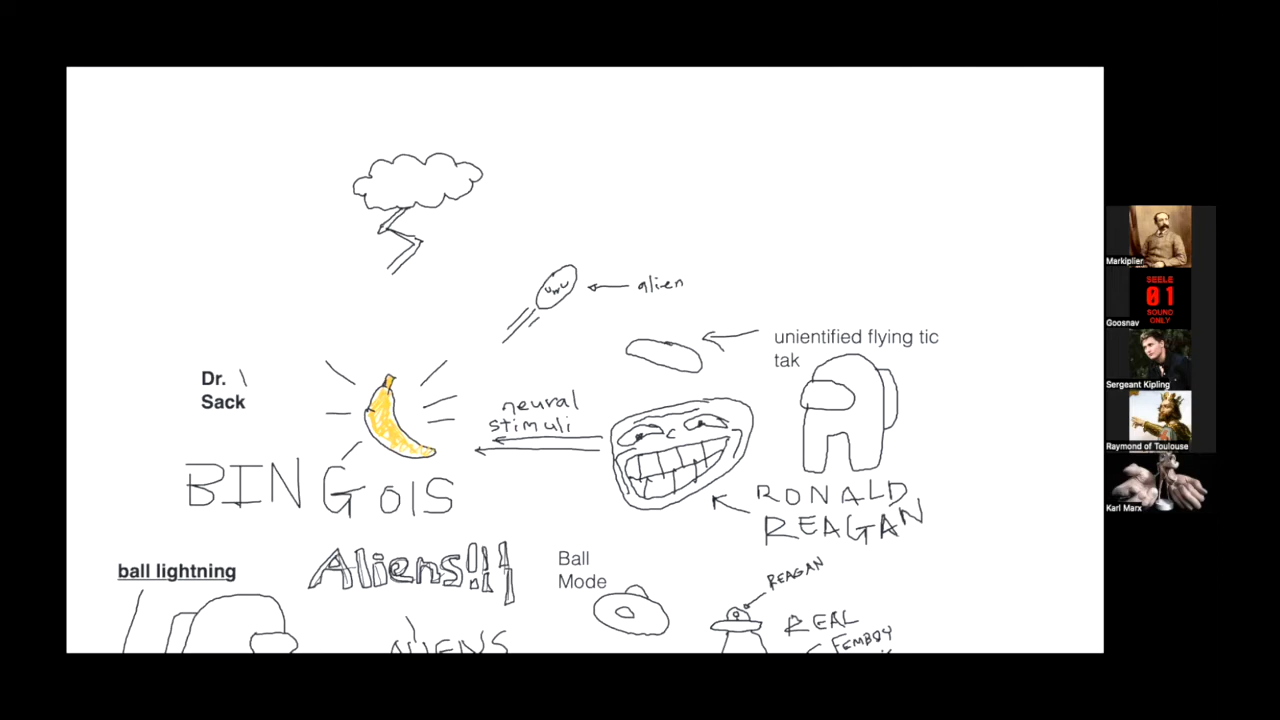 alien
unientified flying tic
tak
Dr. \
Sack
neural
stimuli
BINGOIS
RONALD
REAGAN
Aliens!!!
Ball
Mode
ball lightning
REAGAN
REAL
FEMBOY
ALIENS
Markiplier
SEELE
01
SOUND
ONLY
Goosnav
Sergeant Kipling
Raymond of Toulouse
Karl Marx